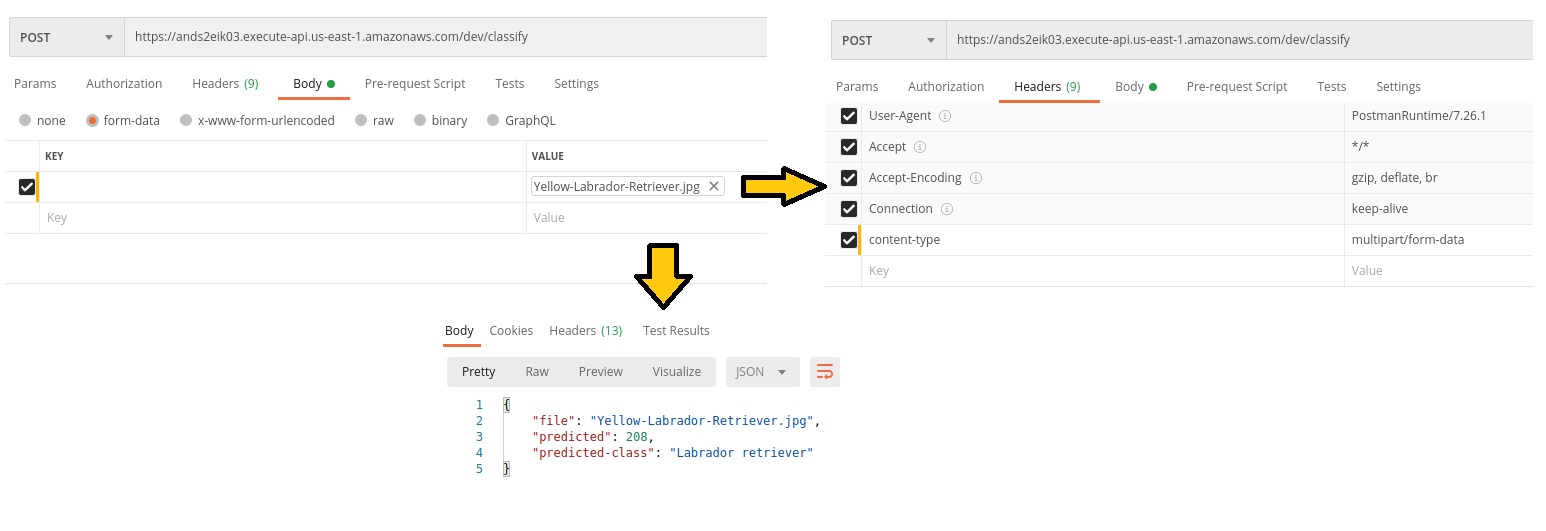 POST https://ands2eik03.execute-api.us-east-1.amazonaws.com/dev/classify
Params Authorization Headers (9) Body Pre-request Script Tests Settings
none form-data x-www-form-urlencoded raw binary GraphQL
KEY VALUE
Yellow-Labrador-Retriever.jpg
Key Value
POST https://ands2eik03.execute-api.us-east-1.amazonaws.com/dev/classify
Params Authorization Headers (9) Body Pre-request Script Tests Settings
User-Agent PostmanRuntime/7.26.1
Accept */*
Accept-Encoding gzip, deflate, br
Connection keep-alive
content-type multipart/form-data
Key Value
Body Cookies Headers (13) Test Results
Pretty Raw Preview Visualize JSON
1 {
2 "file": "Yellow-Labrador-Retriever.jpg",
3 "predicted": 208,
4 "predicted-class": "Labrador retriever"
5 }